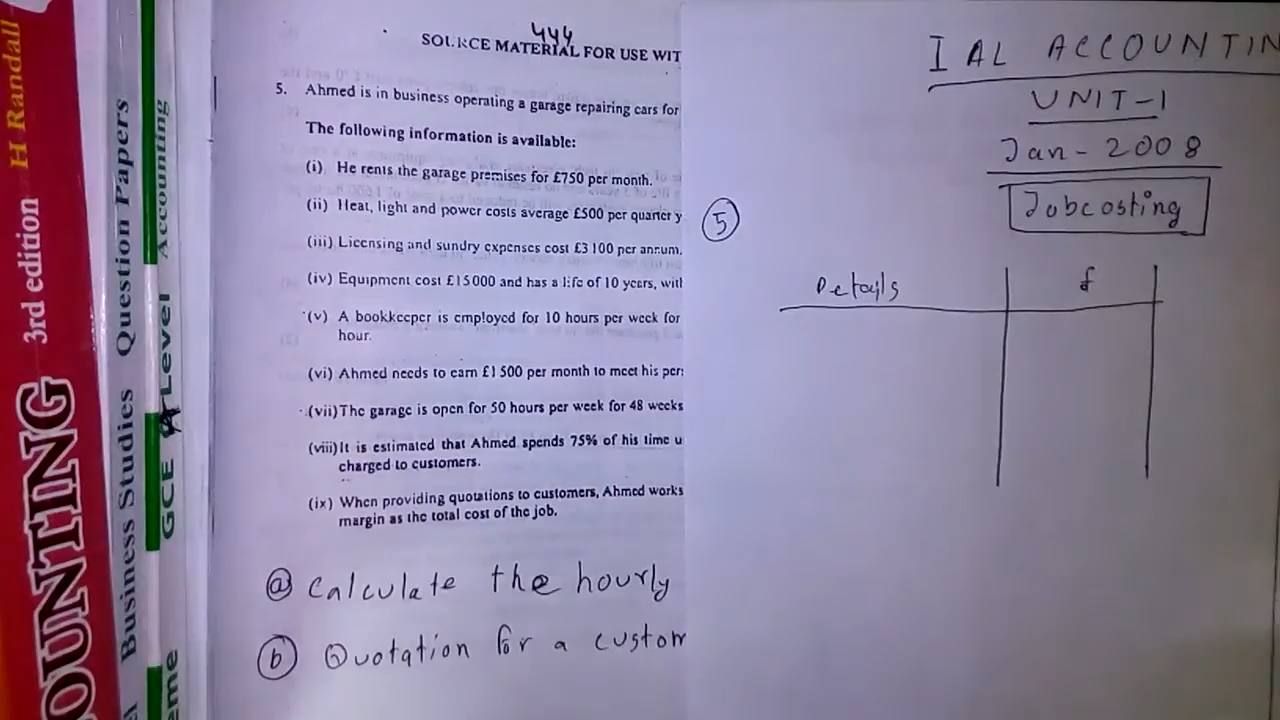 H Randall
3rd edition
OUNTING
Business Studies Question Papers
GCE A Level Accounting
eme
444
SOURCE MATERIAL FOR USE WIT
5. Ahmed is in business operating a garage repairing cars for
The following information is available:
(i) He rents the garage premises for £750 per month.
(ii) Heat, light and power costs average £500 per quarter y
(iii) Licensing and sundry expenses cost £3 100 per annum.
(iv) Equipment cost £15 000 and has a life of 10 years, with
(v) A bookkeeper is employed for 10 hours per week for
hour.
(vi) Ahmed needs to earn £1 500 per month to meet his pers
(vii) The garage is open for 50 hours per week for 48 weeks
(viii) It is estimated that Ahmed spends 75% of his time u
charged to customers.
(ix) When providing quotations to customers, Ahmed works
margin as the total cost of the job.
a Calculate the hourly
b Quotation for a custom
IAL ACCOUNTIN
UNIT-1
Jan-2008
Jobcosting
5
Details £